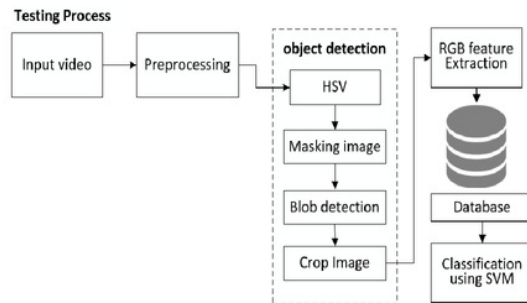 Testing Process
Input video
Preprocessing
object detection
HSV
Masking image
Blob detection
Crop Image
RGB feature
Extraction
Database
Classification
using SVM